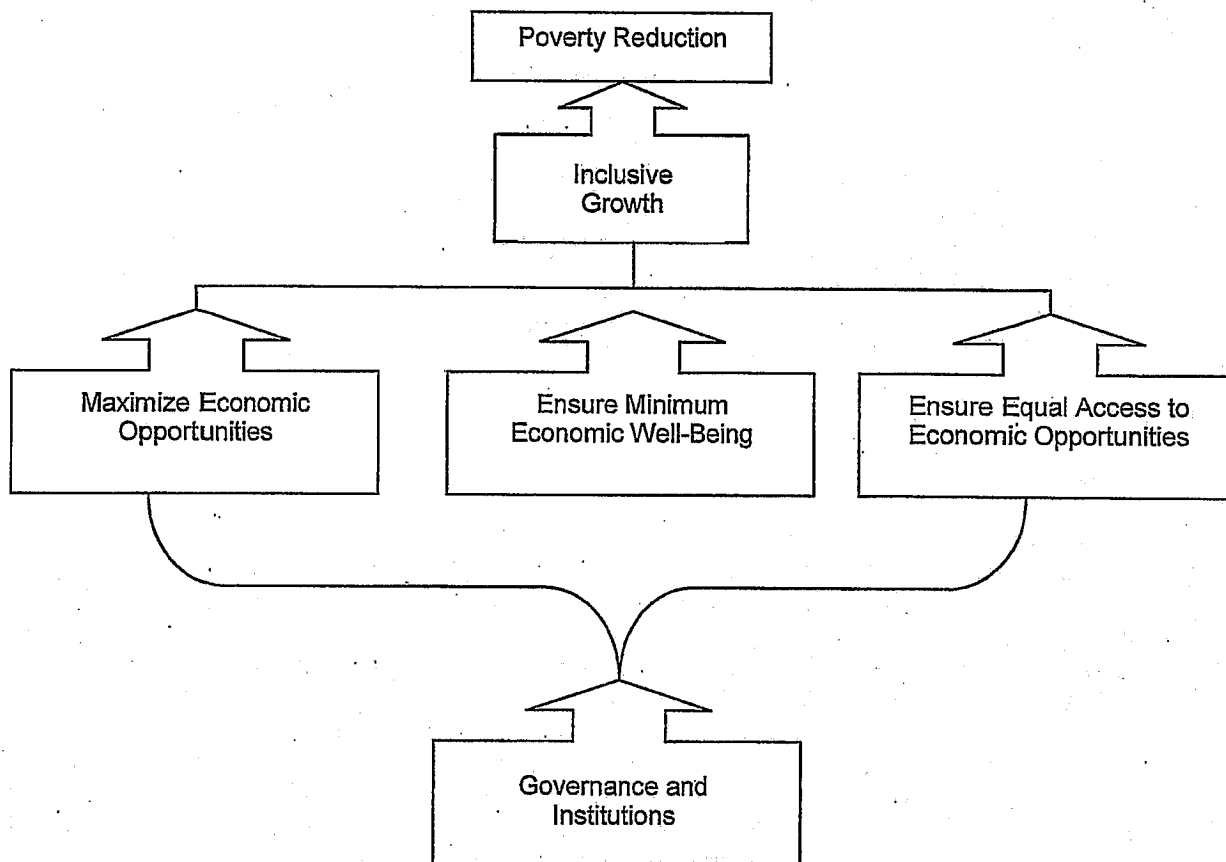 Poverty Reduction
Inclusive
Growth
Maximize Economic
Opportunities
Ensure Minimum
Economic Well-Being
Ensure Equal Access to
Economic Opportunities
Governance and
Institutions